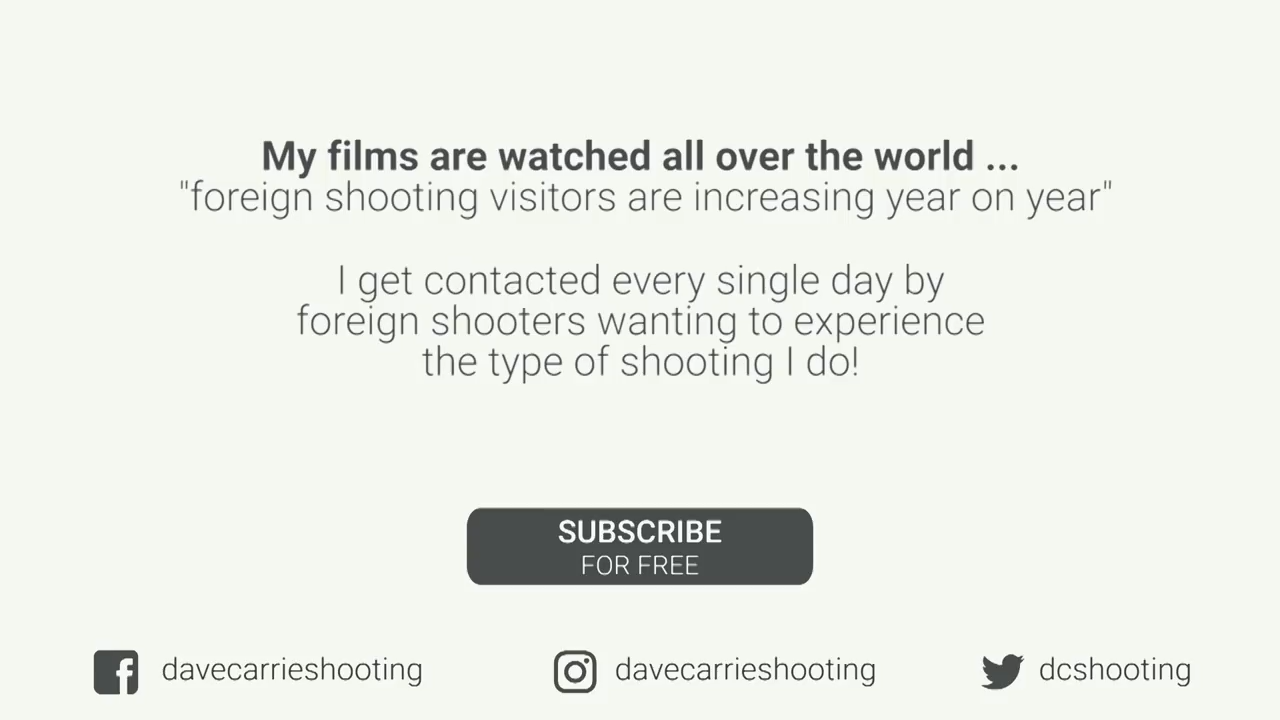 My films are watched all over the world ...
"foreign shooting visitors are increasing year on year"
I get contacted every single day by
foreign shooters wanting to experience
the type of shooting I do!
SUBSCRIBE
FOR FREE
davecarrieshooting
davecarrieshooting
dcshooting